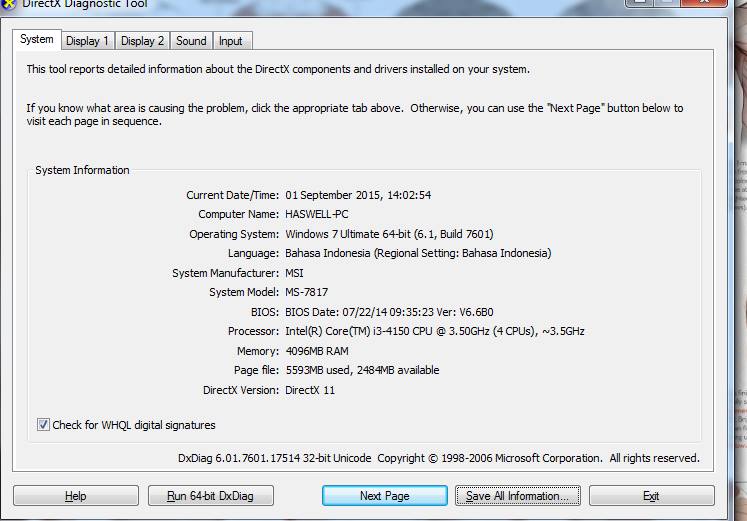 DirectX Diagnostic Tool
System Display 1 Display 2 Sound Input
This tool reports detailed information about the DirectX components and drivers installed on your system.
If you know what area is causing the problem, click the appropriate tab above. Otherwise, you can use the "Next Page" button below to
visit each page in sequence.
System Information
Current Date/Time: 01 September 2015, 14:02:54
Computer Name: HASWELL-PC
Operating System: Windows 7 Ultimate 64-bit (6.1, Build 7601)
Language: Bahasa Indonesia (Regional Setting: Bahasa Indonesia)
System Manufacturer: MSI
System Model: MS-7817
BIOS: BIOS Date: 07/22/14 09:35:23 Ver: V6.6B0
Processor: Intel(R) Core(TM) i3-4150 CPU @ 3.50GHz (4 CPUs), ~3.5GHz
Memory: 4096MB RAM
Page file: 5593MB used, 2484MB available
DirectX Version: DirectX 11
Check for WHQL digital signatures
DxDiag 6.01.7601.17514 32-bit Unicode Copyright © 1998-2006 Microsoft Corporation. All rights reserved.
Help Run 64-bit DxDiag Next Page Save All Information... Exit